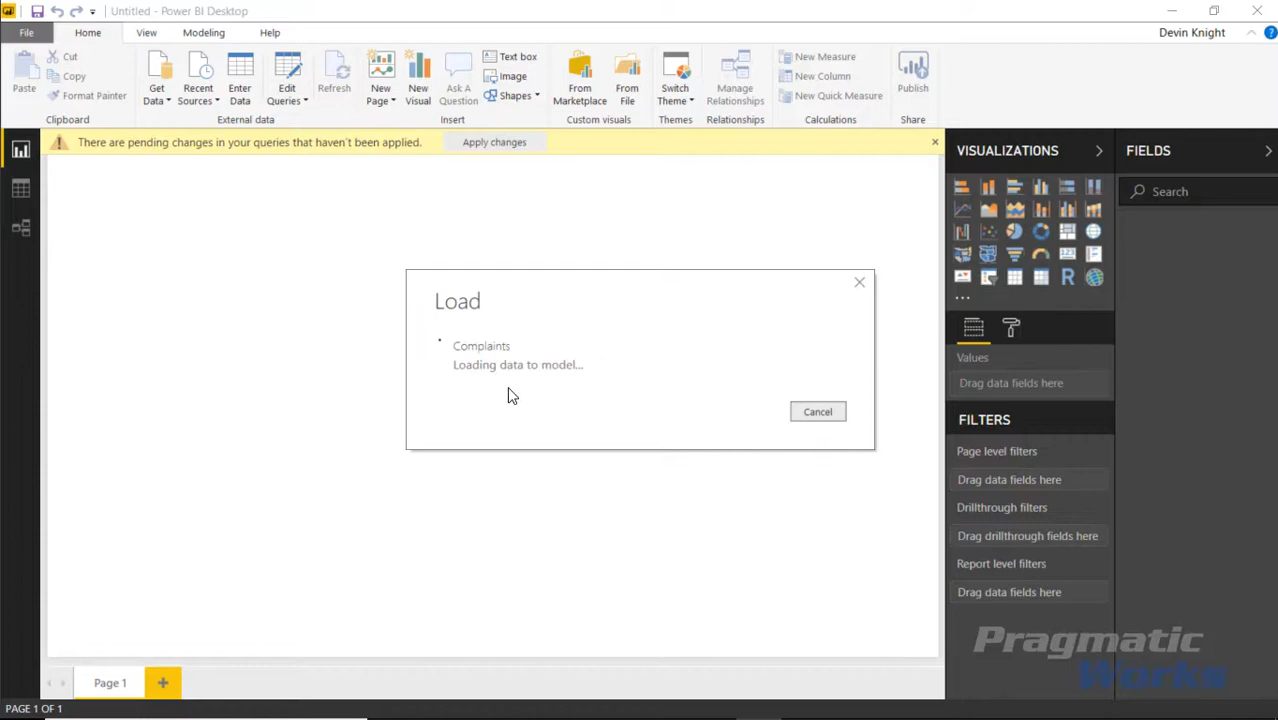 Untitled - Power BI Desktop
File
Home
View
Modeling
Help
Devin Knight
Paste
Cut
Copy
Format Painter
Get Data
Recent Sources
Enter Data
Edit Queries
Refresh
New Page
New Visual
Ask A Question
Text box
Image
Shapes
From Marketplace
From File
Switch Theme
Manage Relationships
New Measure
New Column
New Quick Measure
Publish
Clipboard
External data
Insert
Custom visuals
Themes
Relationships
Calculations
Share
There are pending changes in your queries that haven't been applied.
Apply changes
VISUALIZATIONS
FIELDS
Search
Load
Complaints
Loading data to model...
Cancel
R
Values
Drag data fields here
FILTERS
Page level filters
Drag data fields here
Drillthrough filters
Drag drillthrough fields here
Report level filters
Drag data fields here
Pragmatic
Works
Page 1
PAGE 1 OF 1